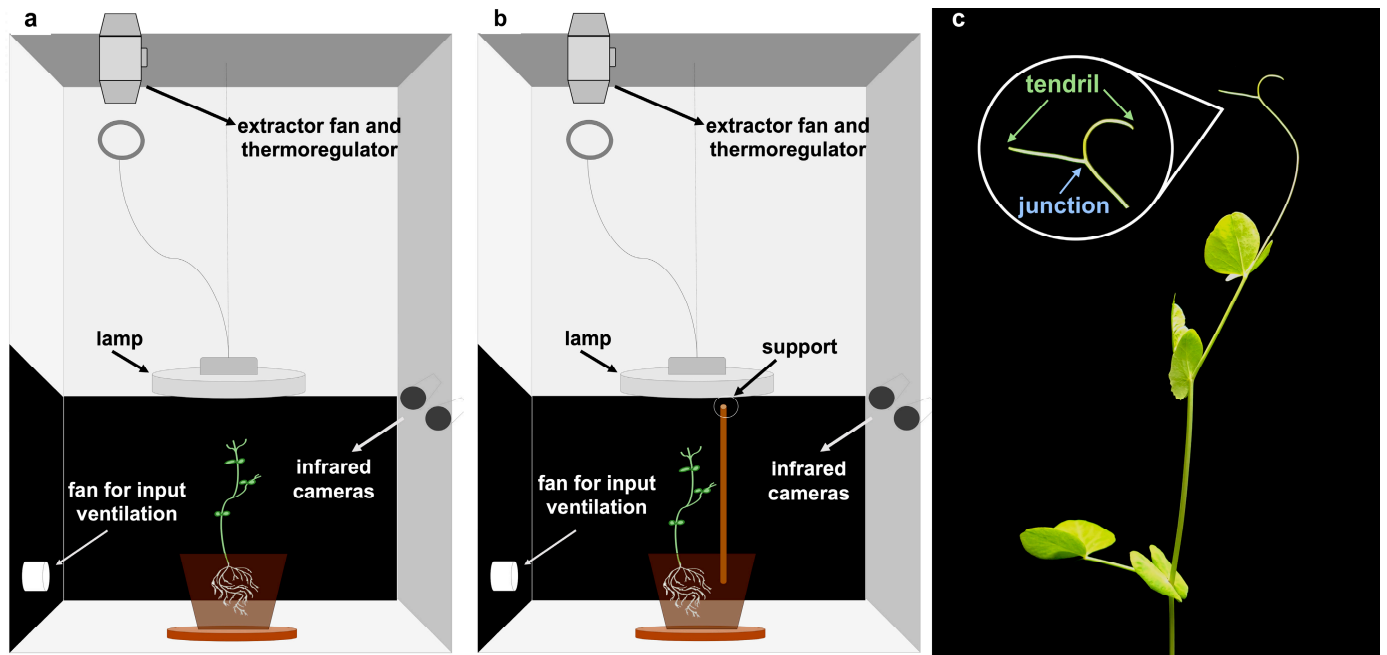 a
extractor fan and
thermoregulator
lamp
infrared
cameras
fan for input
ventilation
b
extractor fan and
thermoregulator
lamp
support
infrared
cameras
fan for input
ventilation
c
tendril
junction